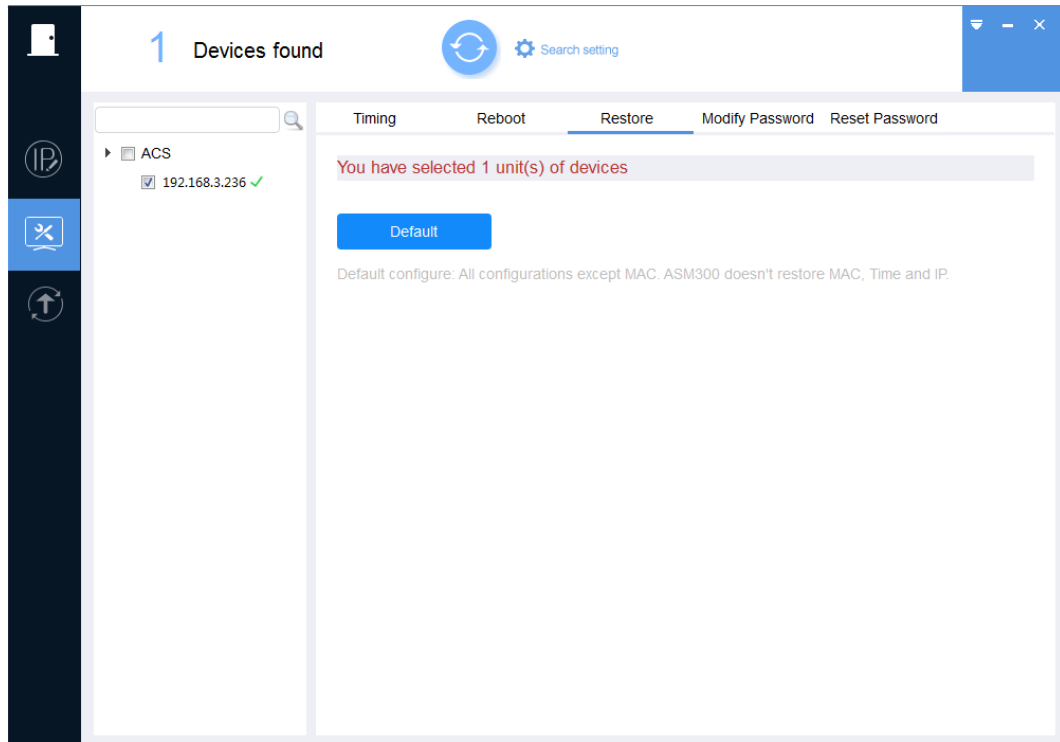 1 Devices found
Search setting
Timing Reboot Restore Modify Password Reset Password
IP
ACS
192.168.3.236
You have selected 1 unit(s) of devices
Default
Default configure: All configurations except MAC. ASM300 doesn't restore MAC, Time and IP.